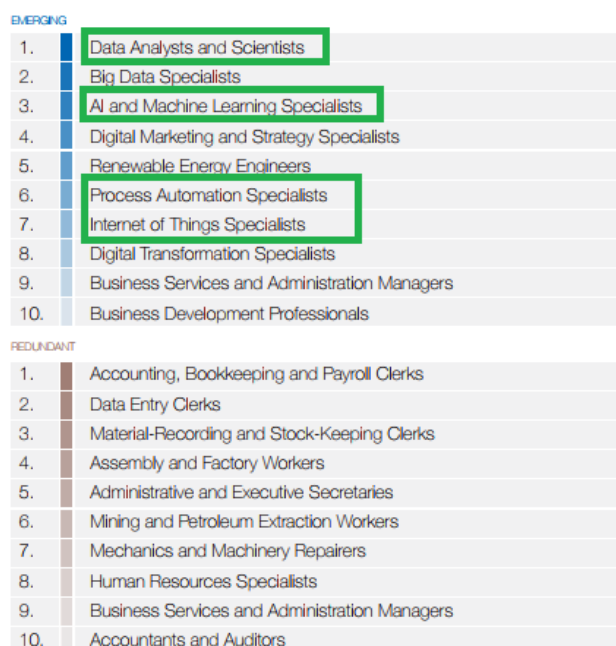 EMERGING
1. Data Analysts and Scientists
2. Big Data Specialists
3. AI and Machine Learning Specialists
4. Digital Marketing and Strategy Specialists
5. Renewable Energy Engineers
6. Process Automation Specialists
7. Internet of Things Specialists
8. Digital Transformation Specialists
9. Business Services and Administration Managers
10. Business Development Professionals
REDUNDANT
1. Accounting, Bookkeeping and Payroll Clerks
2. Data Entry Clerks
3. Material-Recording and Stock-Keeping Clerks
4. Assembly and Factory Workers
5. Administrative and Executive Secretaries
6. Mining and Petroleum Extraction Workers
7. Mechanics and Machinery Repairers
8. Human Resources Specialists
9. Business Services and Administration Managers
10. Accountants and Auditors